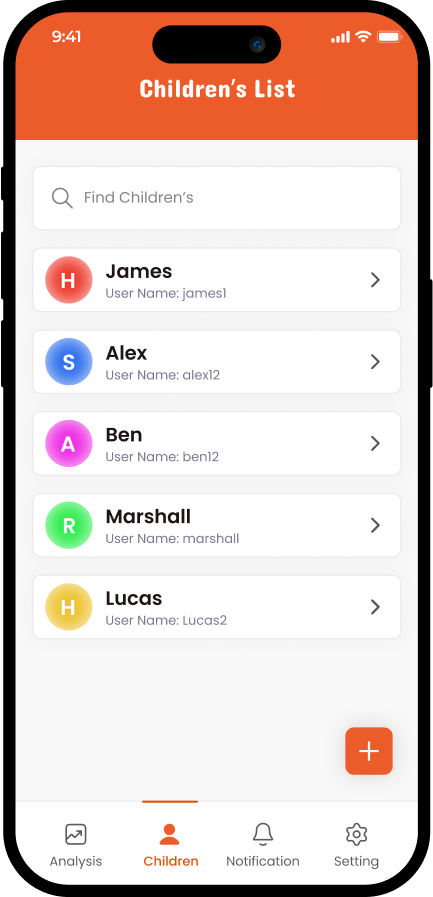 9:41
Children's List
Find Children's
H
James
User Name: james1
S
Alex
User Name: alex12
A
Ben
User Name: ben12
R
Marshall
User Name: marshall
H
Lucas
User Name: Lucas2
Analysis Children Notification Setting